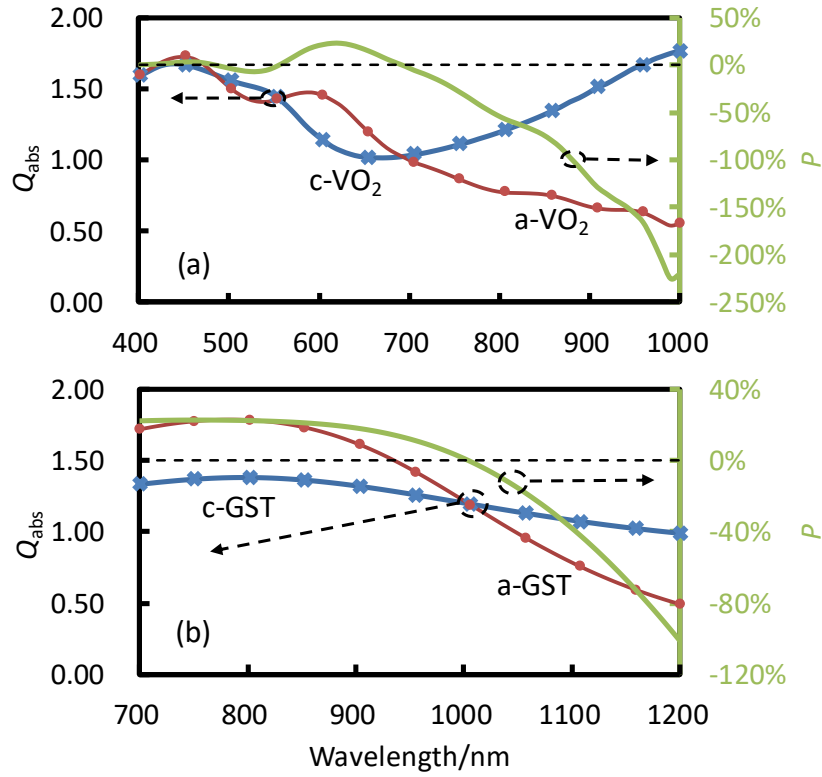 2.00
1.50
1.00
0.50
0.00
Qabs
50%
0%
-50%
-100%
-150%
-200%
-250%
P
c-VO2
a-VO2
(a)
400 500 600 700 800 900 1000
2.00
1.50
1.00
0.50
0.00
Qabs
40%
0%
-40%
-80%
-120%
P
c-GST
a-GST
(b)
700 800 900 1000 1100 1200
Wavelength/nm